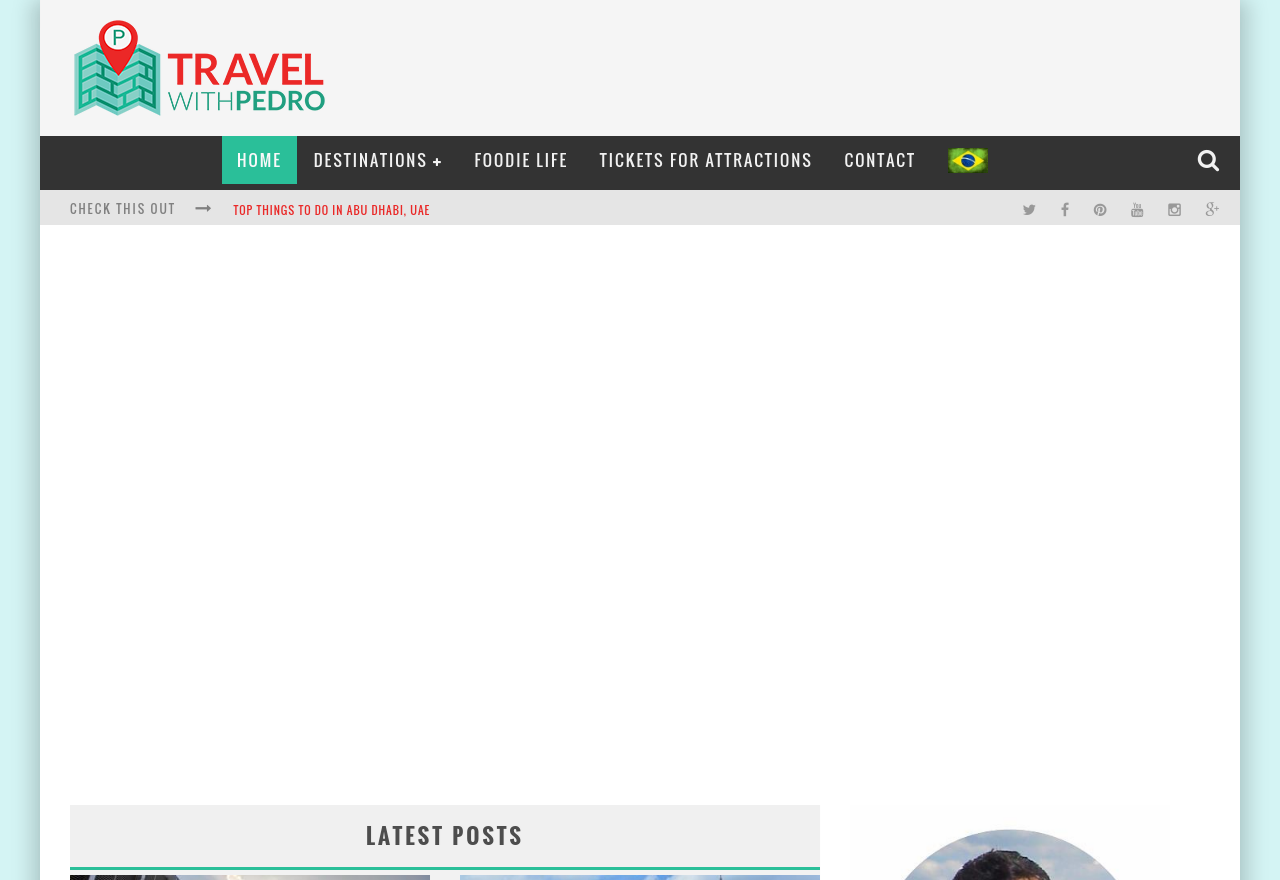 P
TRAVEL
WITHPEDRO
HOME DESTINATIONS + FOODIE LIFE TICKETS FOR ATTRACTIONS CONTACT
CHECK THIS OUT TOP THINGS TO DO IN ABU DHABI, UAE
LATEST POSTS